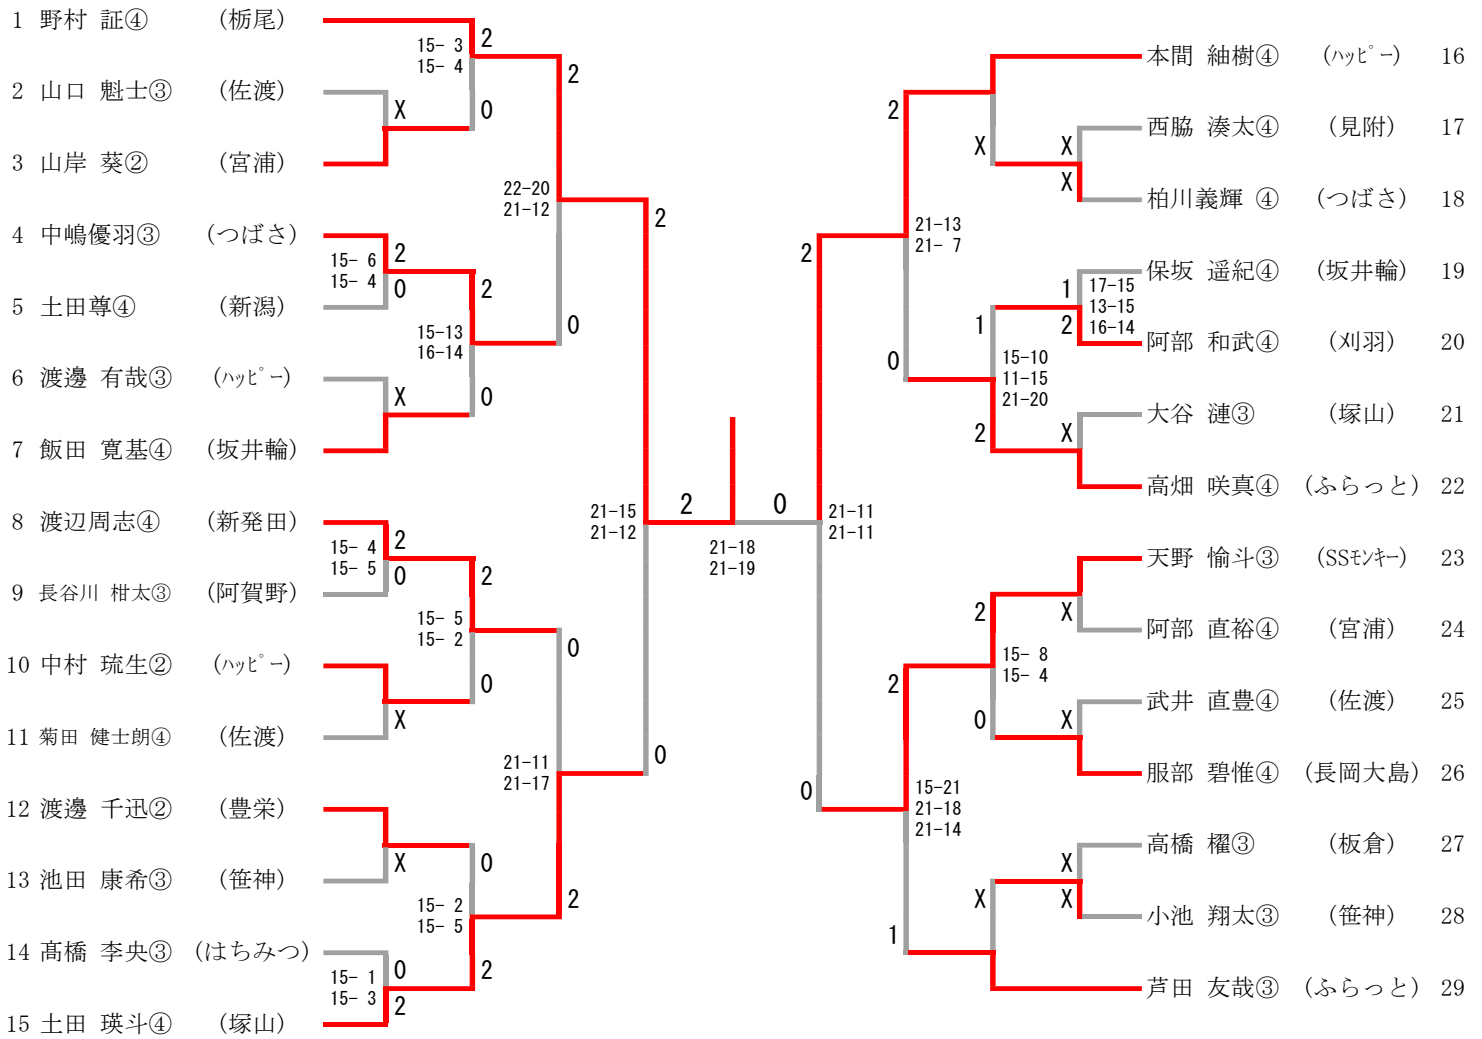 1 野村 証④ (栃尾)
2 山口 魁士③ (佐渡)
3 山岸 葵② (宮浦)
4 中嶋優羽③ (つばさ)
5 土田尊④ (新潟)
6 渡邊 有哉③ (ﾊｯﾋﾟｰ)
7 飯田 寛基④ (坂井輪)
8 渡辺周志④ (新発田)
9 長谷川 柑太③ (阿賀野)
10 中村 琉生② (ﾊｯﾋﾟｰ)
11 菊田 健士朗④ (佐渡)
12 渡邊 千迅② (豊栄)
13 池田 康希③ (笹神)
14 髙橋 李央③ (はちみつ)
15 土田 瑛斗④ (塚山)
15- 3
15- 4
2
0
X
15- 6
15- 4
2
0
15-13
16-14
2
0
X
22-20
21-12
2
0
15- 4
15- 5
2
0
15- 5
15- 2
2
0
X
X
15- 2
15- 5
0
2
15- 1
15- 3
0
2
21-11
21-17
0
2
21-15
21-12
2
0
2
0
21-18
21-19
21-11
21-11
2
0
21-13
21- 7
2
0
X
X
X
17-15
13-15
16-14
1
2
15-10
11-15
21-20
1
2
X
15-21
21-18
21-14
2
1
X
15- 8
15- 4
2
0
X
X
X
X
本間 紬樹④ (ﾊｯﾋﾟｰ) 16
西脇 湊太④ (見附) 17
柏川義輝 ④ (つばさ) 18
保坂 遥紀④ (坂井輪) 19
阿部 和武④ (刈羽) 20
大谷 漣③ (塚山) 21
高畑 咲真④ (ふらっと) 22
天野 愉斗③ (SSﾓﾝｷｰ) 23
阿部 直裕④ (宮浦) 24
武井 直豊④ (佐渡) 25
服部 碧惟④ (長岡大島) 26
高橋 櫂③ (板倉) 27
小池 翔太③ (笹神) 28
芦田 友哉③ (ふらっと) 29